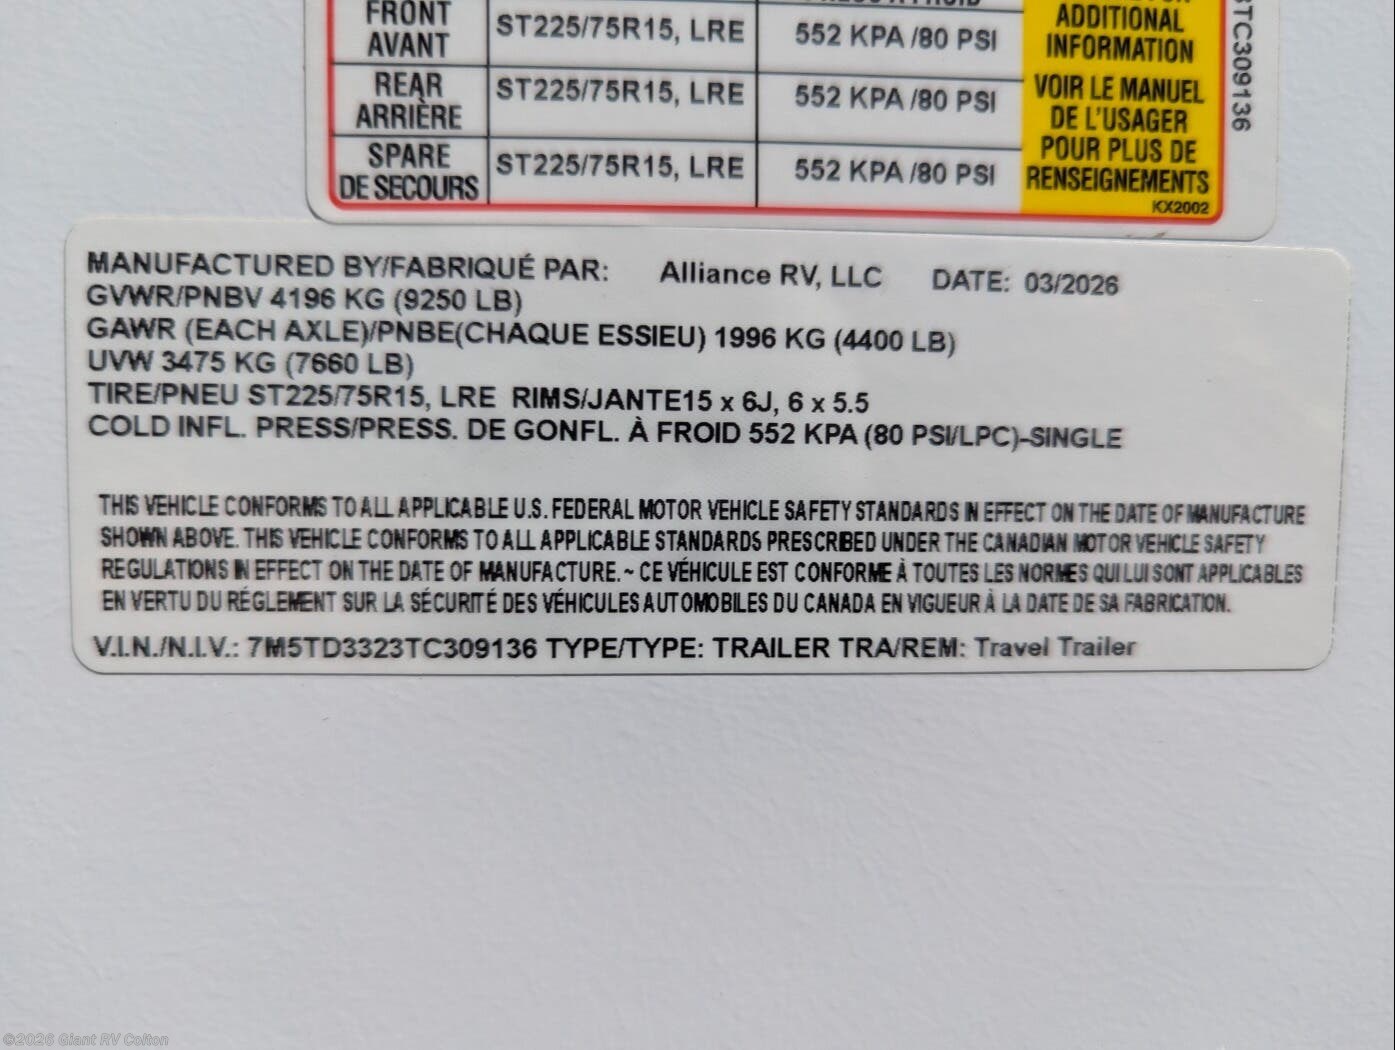 FRONT
AVANT
ST225/75R15, LRE
552 KPA /80 PSI
REAR
ARRIÈRE
ST225/75R15, LRE
552 KPA /80 PSI
SPARE
DE SECOURS
ST225/75R15, LRE
552 KPA /80 PSI
ADDITIONAL
INFORMATION
VOIR LE MANUEL
DE L'USAGER
POUR PLUS DE
RENSEIGNEMENTS
KX2002
TC309136
MANUFACTURED BY/FABRIQUÉ PAR: Alliance RV, LLC DATE: 03/2026
GVWR/PNBV 4196 KG (9250 LB)
GAWR (EACH AXLE)/PNBE(CHAQUE ESSIEU) 1996 KG (4400 LB)
UVW 3475 KG (7660 LB)
TIRE/PNEU ST225/75R15, LRE RIMS/JANTE15 x 6J, 6 x 5.5
COLD INFL. PRESS/PRESS. DE GONFL. À FROID 552 KPA (80 PSI/LPC)-SINGLE
THIS VEHICLE CONFORMS TO ALL APPLICABLE U.S. FEDERAL MOTOR VEHICLE SAFETY STANDARDS IN EFFECT ON THE DATE OF MANUFACTURE
SHOWN ABOVE. THIS VEHICLE CONFORMS TO ALL APPLICABLE STANDARDS PRESCRIBED UNDER THE CANADIAN MOTOR VEHICLE SAFETY
REGULATIONS IN EFFECT ON THE DATE OF MANUFACTURE. ~ CE VÉHICULE EST CONFORME À TOUTES LES NORMES QUI LUI SONT APPLICABLES
EN VERTU DU RÉGLEMENT SUR LA SÉCURITÉ DES VÉHICULES AUTOMOBILES DU CANADA EN VIGUEUR À LA DATE DE SA FABRICATION.
V.I.N./N.I.V.: 7M5TD3323TC309136 TYPE/TYPE: TRAILER TRA/REM: Travel Trailer
©2026 Giant RV Colton